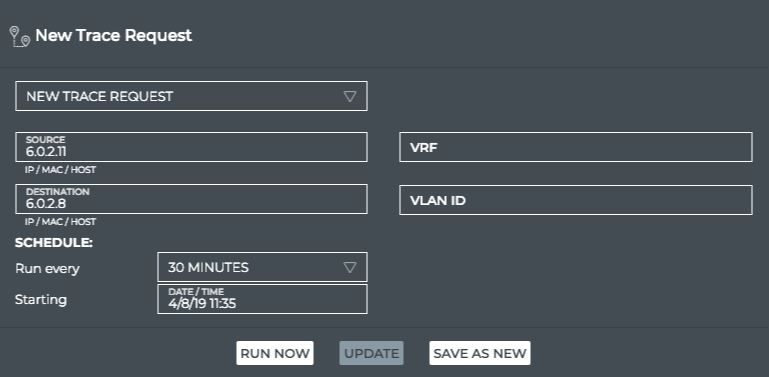 New Trace Request
NEW TRACE REQUEST
SOURCE
6.0.2.11
VRF
IP / MAC / HOST
DESTINATION
6.0.2.8
VLAN ID
IP / MAC / HOST
SCHEDULE:
Run every 30 MINUTES
Starting
DATE / TIME
4/8/19 11:35
RUN NOW UPDATE SAVE AS NEW